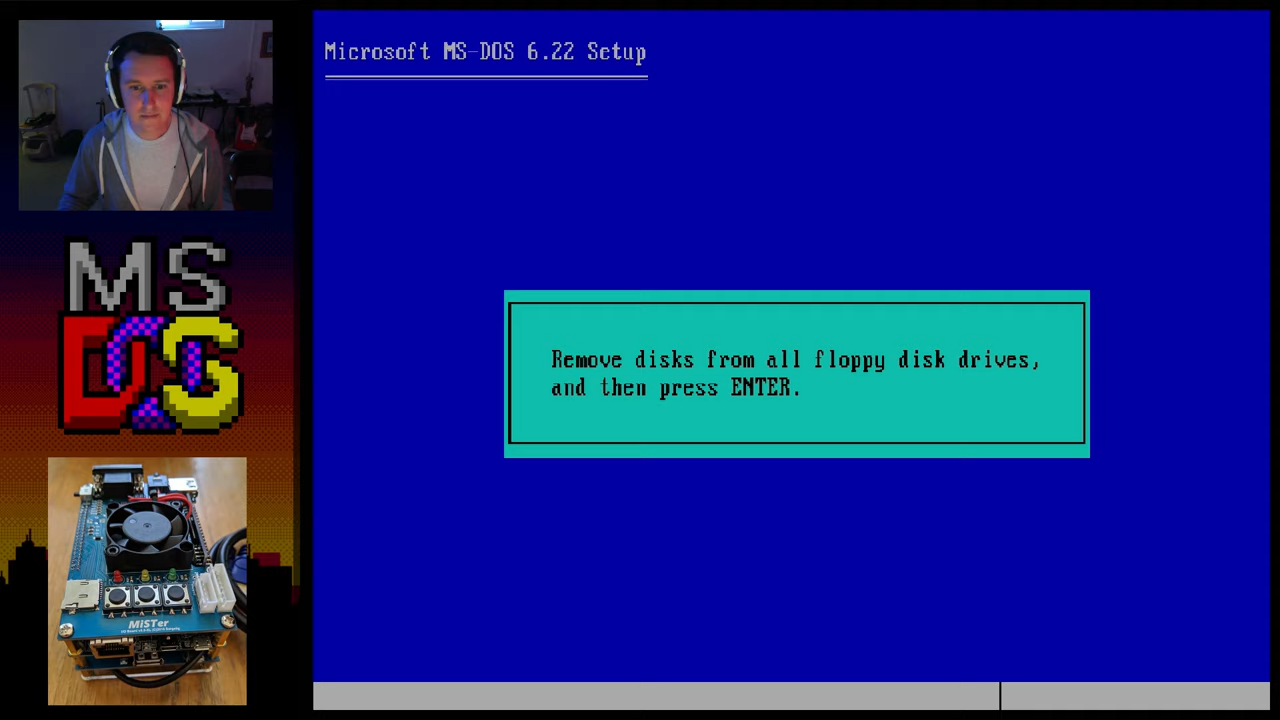 Microsoft MS-DOS 6.22 Setup
MS
DOS
Remove disks from all floppy disk drives,
and then press ENTER.
MiSTer